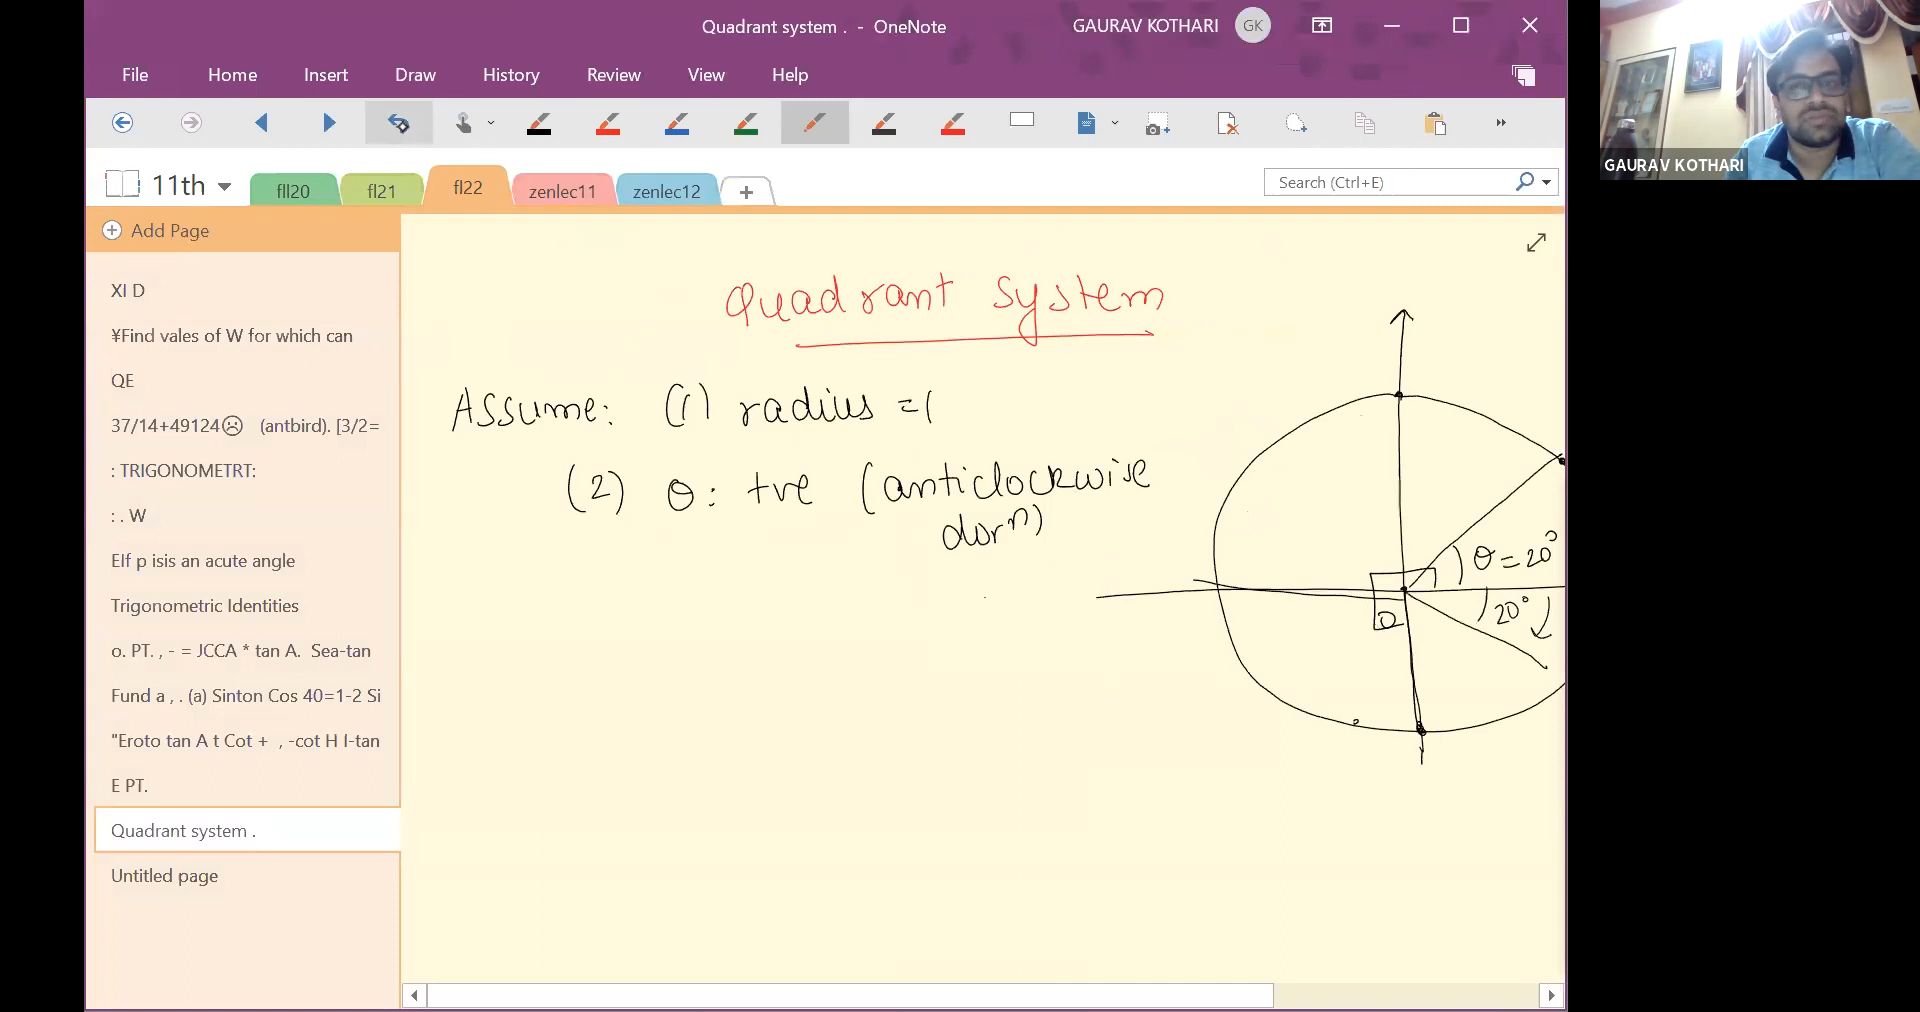 Quadrant system . - OneNote
GAURAV KOTHARI GK
File Home Insert Draw History Review View Help
11th fll20 fl21 fl22 zenlec11 zenlec12 +
Search (Ctrl+E)
Add Page
XI D
¥Find vales of W for which can
QE
37/14+49124☹ (antbird). [3/2=
: TRIGONOMETRT:
: . W
Elf p isis an acute angle
Trigonometric Identities
o. PT. , - = JCCA * tan A. Sea-tan
Fund a , . (a) Sinton Cos 40=1-2 Si
"Eroto tan A t Cot + , -cot H I-tan
E PT.
Quadrant system .
Untitled page
Quadrant system
Assume: (1) radius =1
(2) θ: +ve (anticlockwise
dirn)
θ=20°
20°
O
GAURAV KOTHARI